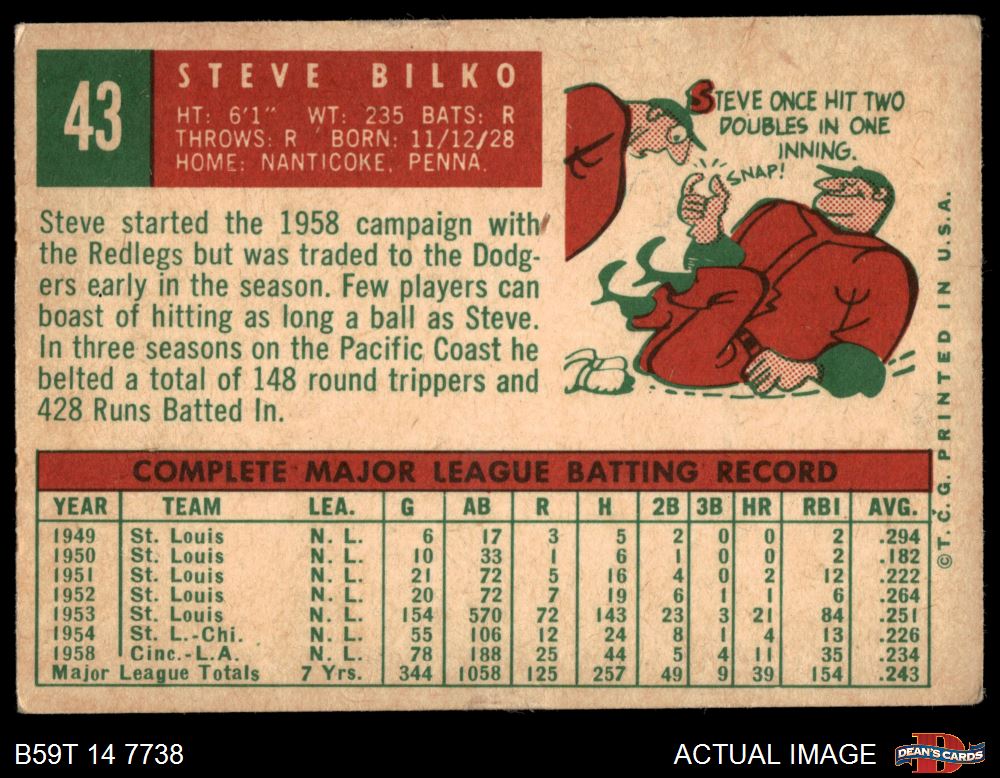 43
STEVE BILKO
HT: 6'1" WT: 235 BATS: R
THROWS: R BORN: 11/12/28
HOME: NANTICOKE, PENNA.
STEVE ONCE HIT TWO
DOUBLES IN ONE
INNING.
SNAP!
Steve started the 1958 campaign with
the Redlegs but was traded to the Dodg-
ers early in the season. Few players can
boast of hitting as long a ball as Steve.
In three seasons on the Pacific Coast he
belted a total of 148 round trippers and
428 Runs Batted In.
COMPLETE MAJOR LEAGUE BATTING RECORD
YEAR TEAM LEA. G AB R H 2B 3B HR RBI AVG.
1949 St. Louis N. L. 6 17 3 5 2 0 0 2 .294
1950 St. Louis N. L. 10 33 1 6 1 0 0 2 .182
1951 St. Louis N. L. 21 72 5 16 4 0 2 12 .222
1952 St. Louis N. L. 20 72 7 19 6 1 1 6 .264
1953 St. Louis N. L. 154 570 72 143 23 3 21 84 .251
1954 St. L.-Chi. N. L. 55 106 12 24 8 1 4 13 .226
1958 Cinc.-L.A. N. L. 78 188 25 44 5 4 11 35 .234
Major League Totals 7 Yrs. 344 1058 125 257 49 9 39 154 .243
©T. C. G. PRINTED IN U.S.A.
B59T 14 7738
ACTUAL IMAGE
D
DEAN'S CARDS